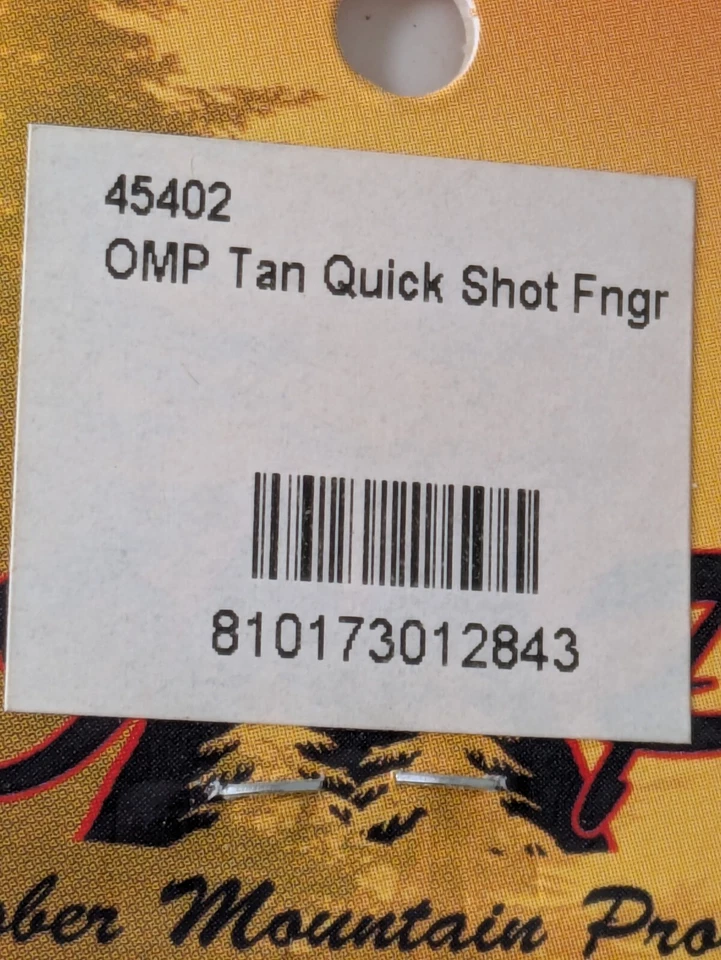 45402
OMP Tan Quick Shot Fngr
810173012843
Mountain